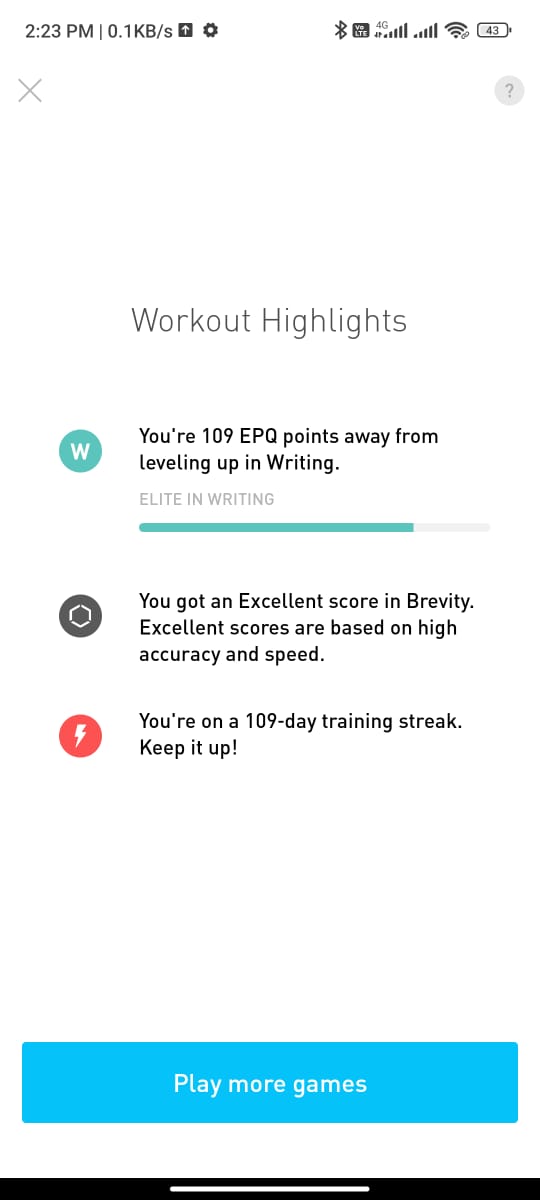 2:23 PM | 0.1KB/s
Vo LTE 4G 43
?
Workout Highlights
W
You're 109 EPQ points away from
leveling up in Writing.
ELITE IN WRITING
You got an Excellent score in Brevity.
Excellent scores are based on high
accuracy and speed.
You're on a 109-day training streak.
Keep it up!
Play more games